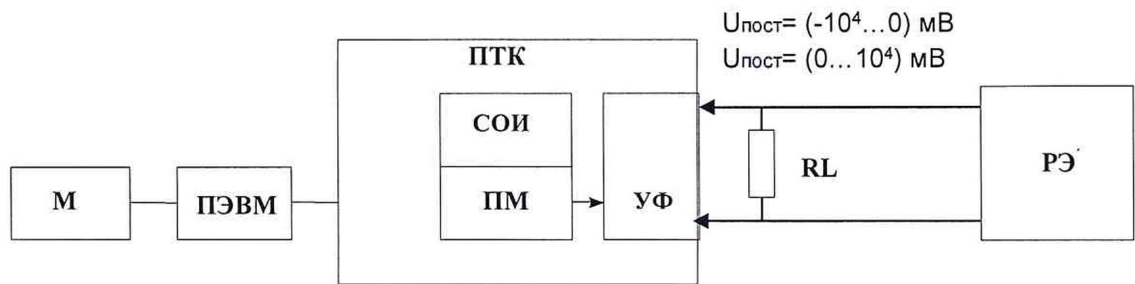 Uпост= (-10⁴...0) мВ
Uпост= (0... 10⁴) мВ
ПТК
СОИ
РЭ
RL
М
ПЭВМ
ПМ
УФ